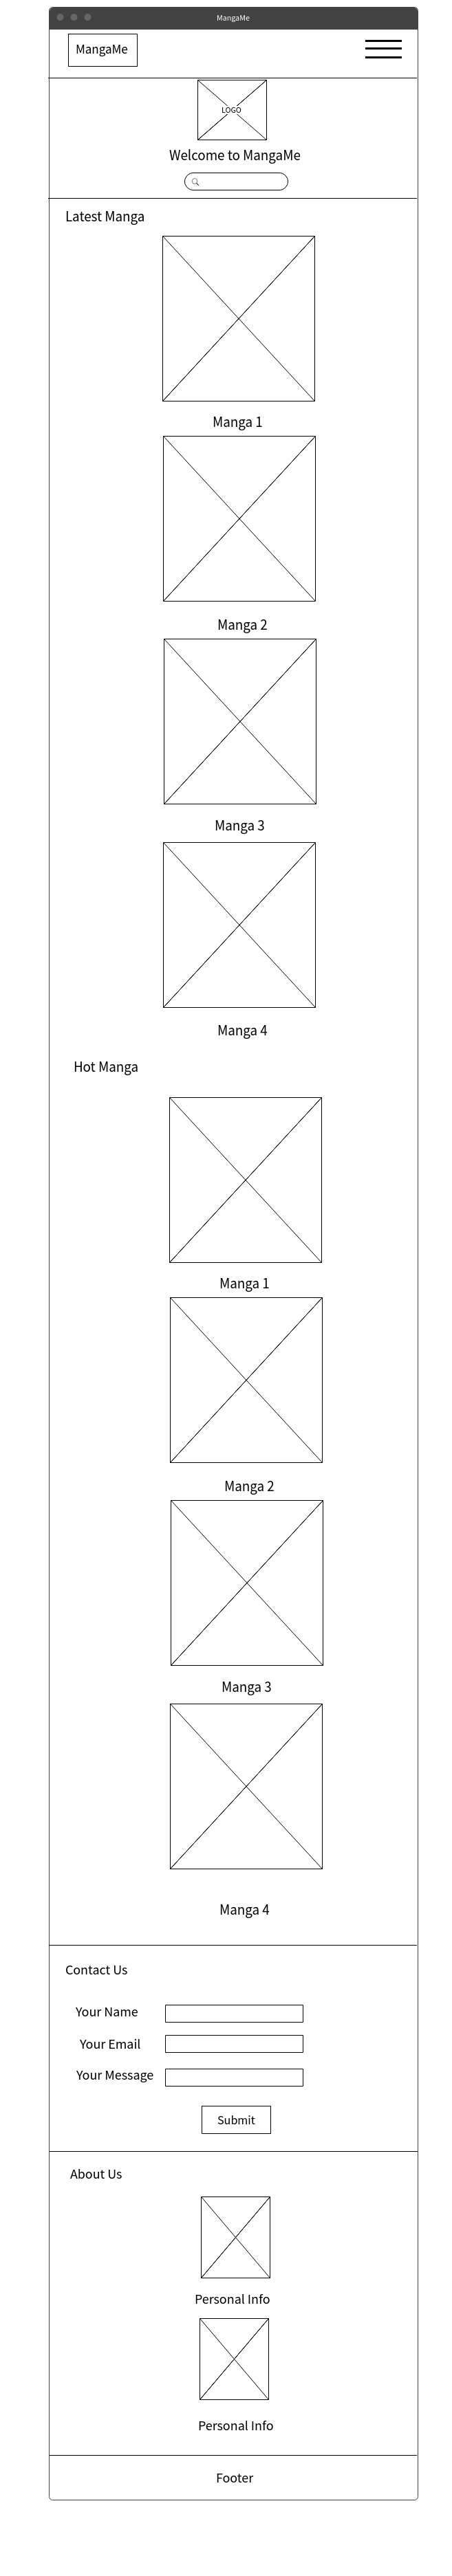 MangaMe
MangaMe
LOGO
Welcome to MangaMe
Latest Manga
Manga 1
Manga 2
Manga 3
Manga 4
Hot Manga
Manga 1
Manga 2
Manga 3
Manga 4
Contact Us
Your Name
Your Email
Your Message
Submit
About Us
Personal Info
Personal Info
Footer